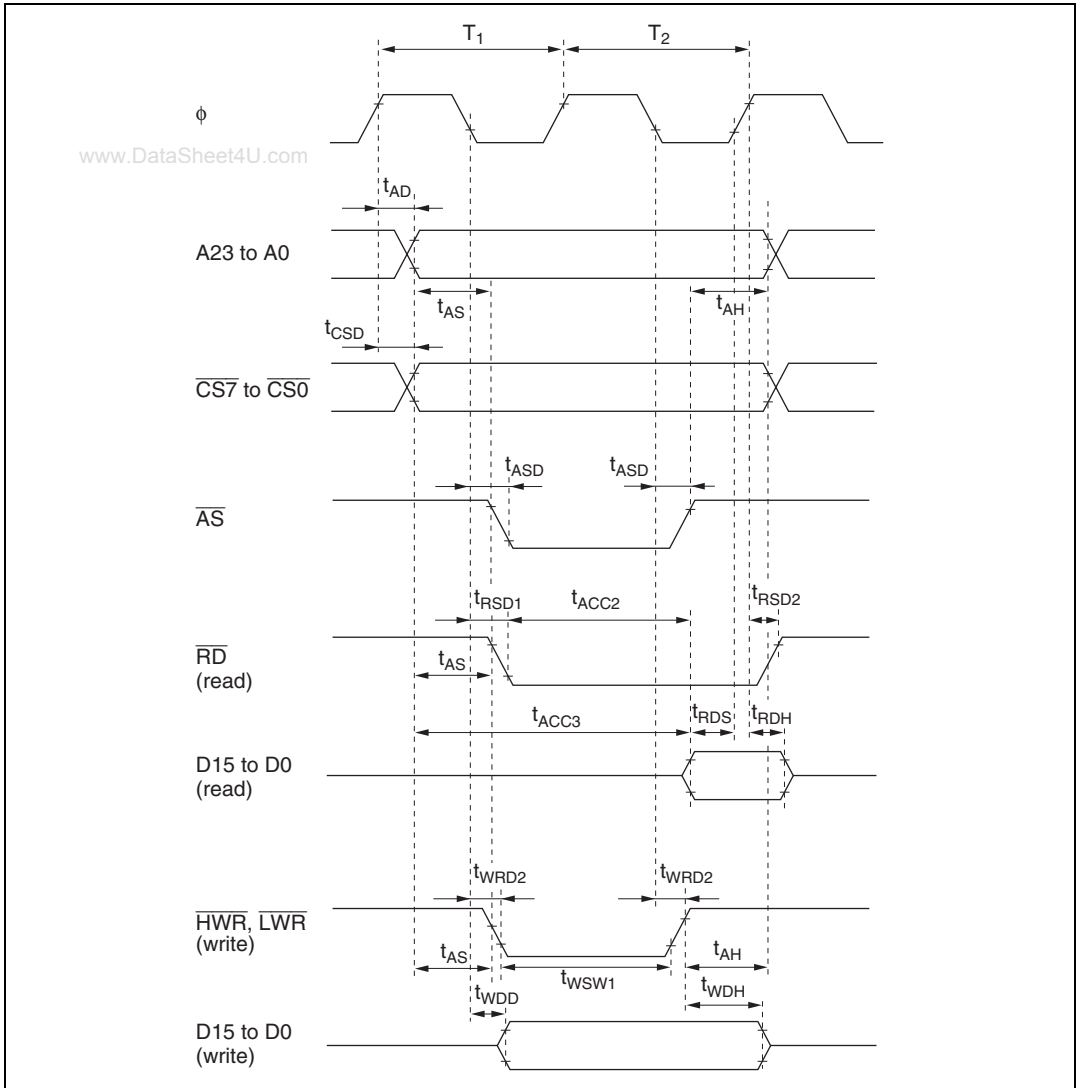 T1 T2
ϕ
www.DataSheet4U.com
tAD
A23 to A0
tAS tAH
tCSD
CS7 to CS0
tASD tASD
AS
tRSD1 tACC2 tRSD2
RD
(read)
tAS
tACC3 tRDS tRDH
D15 to D0
(read)
tWRD2 tWRD2
HWR, LWR
(write)
tAS tAH
tWSW1
tWDD tWDH
D15 to D0
(write)